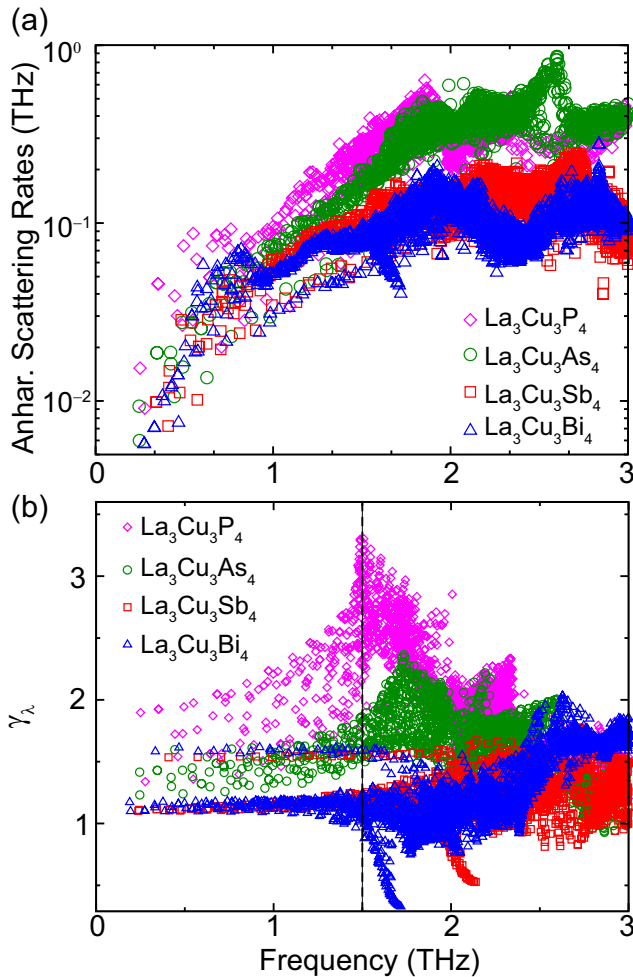 (a)
10⁰
10⁻¹
10⁻²
Anhar. Scattering Rates (THz)
La₃Cu₃P₄
La₃Cu₃As₄
La₃Cu₃Sb₄
La₃Cu₃Bi₄
0 1 2 3
(b)
La₃Cu₃P₄
La₃Cu₃As₄
La₃Cu₃Sb₄
La₃Cu₃Bi₄
3
2
1
γ_λ
0 1 2 3
Frequency (THz)